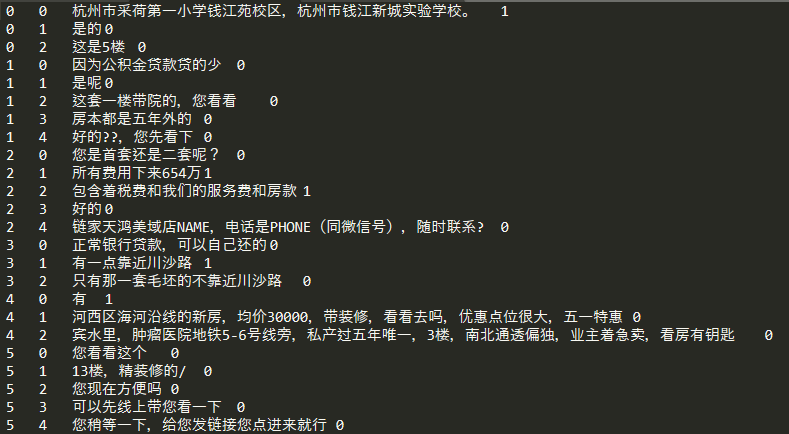 0 0 杭州市采荷第一小学钱江苑校区，杭州市钱江新城实验学校。 1
0 1 是的 0
0 2 这是5楼 0
1 0 因为公积金贷款贷的少 0
1 1 是呢 0
1 2 这套一楼带院的，您看看 0
1 3 房本都是五年外的 0
1 4 好的??，您先看下 0
2 0 您是首套还是二套呢？ 0
2 1 所有费用下来654万 1
2 2 包含着税费和我们的服务费和房款 1
2 3 好的 0
2 4 链家天鸿美域店NAME，电话是PHONE（同微信号），随时联系? 0
3 0 正常银行贷款，可以自己还的 0
3 1 有一点靠近川沙路 1
3 2 只有那一套毛坯的不靠近川沙路 0
4 0 有 1
4 1 河西区海河沿线的新房，均价30000，带装修，看看去吗，优惠点位很大，五一特惠 0
4 2 宾水里，肿瘤医院地铁5-6号线旁，私产过五年唯一，3楼，南北通透偏独，业主着急卖，看房有钥匙 0
5 0 您看看这个 0
5 1 13楼，精装修的/ 0
5 2 您现在方便吗 0
5 3 可以先线上带您看一下 0
5 4 您稍等一下，给您发链接您点进来就行 0